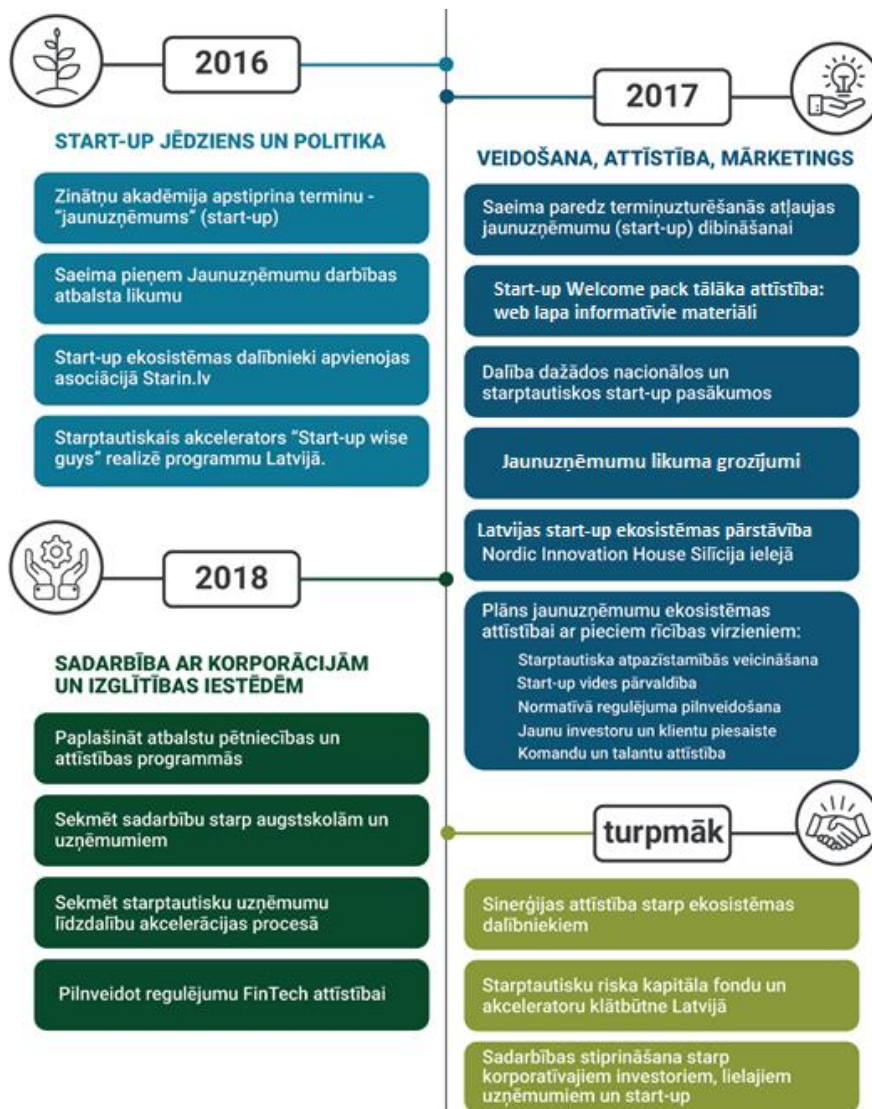 2016
START-UP JĒDZIENS UN POLITIKA
Zinātņu akadēmija apstiprina terminu -
"jaunuzņēmums" (start-up)
Saeima pieņem Jaunuzņēmumu darbības
atbalsta likumu
Start-up ekosistēmas dalībnieki apvienojas
asociācijā Starin.lv
Starptautiskais akcelerators "Start-up wise
guys" realizē programmu Latvijā.
2017
VEIDOŠANA, ATTĪSTĪBA, MĀRKETINGS
Saeima paredz termiņuzturēšanās atļaujas
jaunuzņēmumu (start-up) dibināšanai
Start-up Welcome pack tālāka attīstība:
web lapa informatīvie materiāli
Dalība dažādos nacionālos un
starptautiskos start-up pasākumos
Jaunuzņēmumu likuma grozījumi
Latvijas start-up ekosistēmas pārstāvība
Nordic Innovation House Silīcija ielejā
Plāns jaunuzņēmumu ekosistēmas
attīstībai ar pieciem rīcības virzieniem:
Starptautiska atpazīstamības veicināšana
Start-up vides pārvaldība
Normatīvā regulējuma pilnveidošana
Jaunu investoru un klientu piesaiste
Komandu un talantu attīstība
2018
SADARBĪBA AR KORPORĀCIJĀM
UN IZGLĪTĪBAS IESTĒDĒM
Paplašināt atbalstu pētniecības un
attīstības programmās
Sekmēt sadarbību starp augstskolām un
uzņēmumiem
Sekmēt starptautisku uzņēmumu
līdzdalību akcelerācijas procesā
Pilnveidot regulējumu FinTech attīstībai
turpmāk
Sinerģijas attīstība starp ekosistēmas
dalībniekiem
Starptautisku riska kapitāla fondu un
akceleratoru klātbūtne Latvijā
Sadarbības stiprināšana starp
korporatīvajiem investoriem, lielajiem
uzņēmumiem un start-up